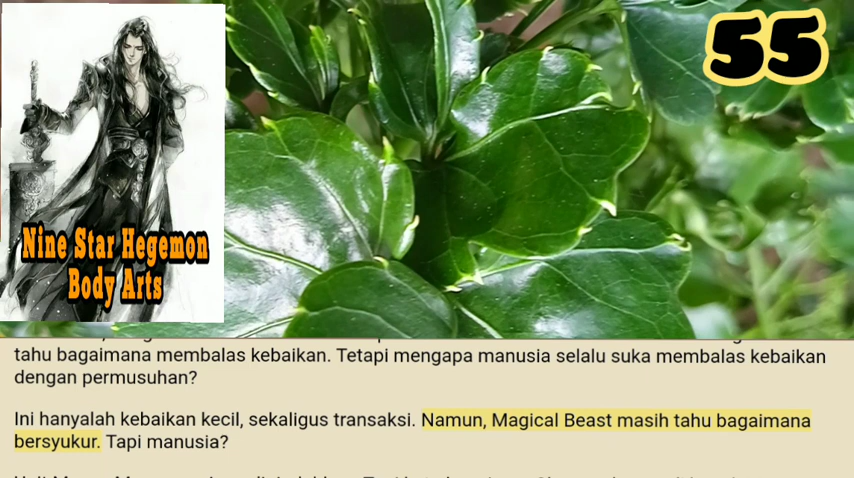 55
Nine Star Hegemon
Body Arts
tahu bagaimana membalas kebaikan. Tetapi mengapa manusia selalu suka membalas kebaikan
dengan permusuhan?
Ini hanyalah kebaikan kecil, sekaligus transaksi. Namun, Magical Beast masih tahu bagaimana
bersyukur. Tapi manusia?